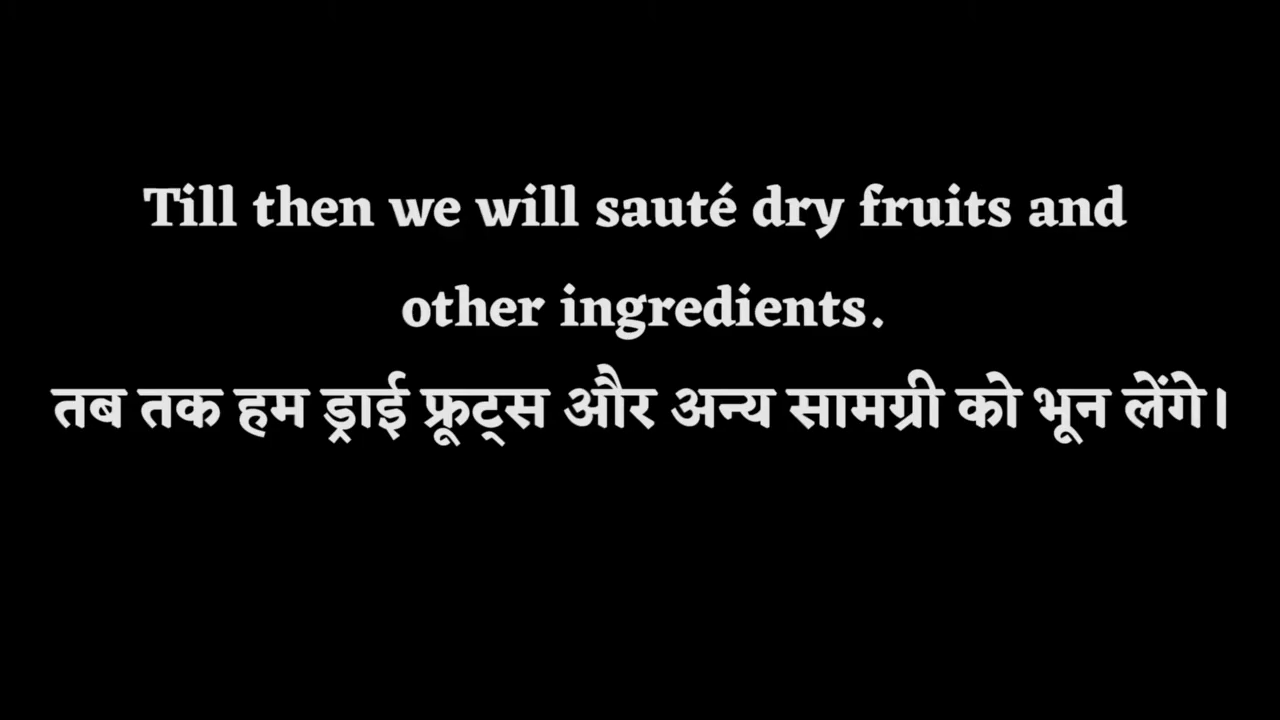 Till then we will sauté dry fruits and
other ingredients.
तब तक हम ड्राई फ्रूट्स और अन्य सामग्री को भून लेंगे।